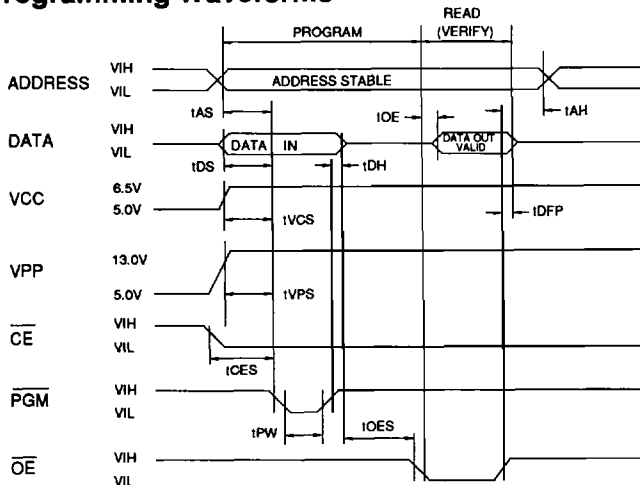 rogramming Waveforms
READ
PROGRAM (VERIFY)
ADDRESS VIH VIL ADDRESS STABLE
tAS tOE tAH
DATA VIH VIL DATA IN DATA OUT VALID
tDS tDH
VCC 6.5V 5.0V tVCS tDFP
VPP 13.0V 5.0V tVPS
CE VIH VIL
tCES
PGM VIH VIL
tPW tOES
OE VIH VIL